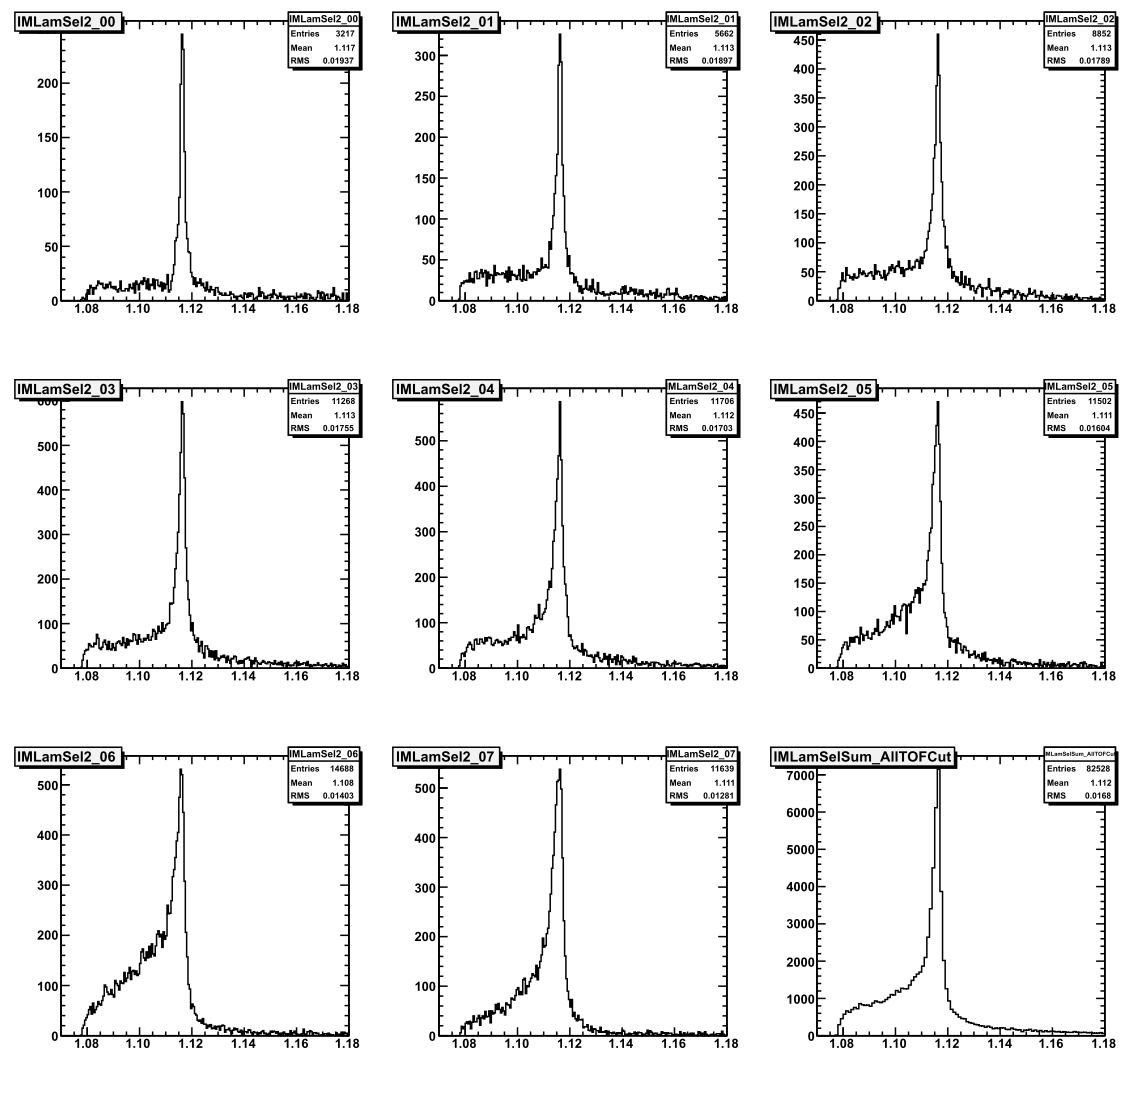 IMLamSel2_00
IMLamSel2_00
Entries 3217
Mean 1.117
RMS 0.01937
200
150
100
50
0
1.08 1.10 1.12 1.14 1.16 1.18
IMLamSel2_01
MLamSel2_01
Entries 5662
Mean 1.113
RMS 0.01897
300
250
200
150
100
50
0
1.08 1.10 1.12 1.14 1.16 1.18
IMLamSel2_02
IMLamSel2_02
Entries 8852
Mean 1.113
RMS 0.01789
450
400
350
300
250
200
150
100
50
0
1.08 1.10 1.12 1.14 1.16 1.18
IMLamSel2_03
IMLamSel2_03
Entries 11268
Mean 1.113
RMS 0.01755
600
500
400
300
200
100
0
1.08 1.10 1.12 1.14 1.16 1.18
IMLamSel2_04
MLamSel2_04
Entries 11706
Mean 1.112
RMS 0.01703
500
400
300
200
100
0
1.08 1.10 1.12 1.14 1.16 1.18
IMLamSel2_05
IMLamSel2_05
Entries 11502
Mean 1.111
RMS 0.01604
450
400
350
300
250
200
150
100
50
0
1.08 1.10 1.12 1.14 1.16 1.18
IMLamSel2_06
IMLamSel2_06
Entries 14688
Mean 1.108
RMS 0.01403
500
400
300
200
100
0
1.08 1.10 1.12 1.14 1.16 1.18
IMLamSel2_07
IMLamSel2_07
Entries 11639
Mean 1.111
RMS 0.01281
500
400
300
200
100
0
1.08 1.10 1.12 1.14 1.16 1.18
IMLamSelSum_AllTOFCut
MLamSelSum_AllTOFCu
Entries 82528
Mean 1.112
RMS 0.0168
7000
6000
5000
4000
3000
2000
1000
0
1.08 1.10 1.12 1.14 1.16 1.18